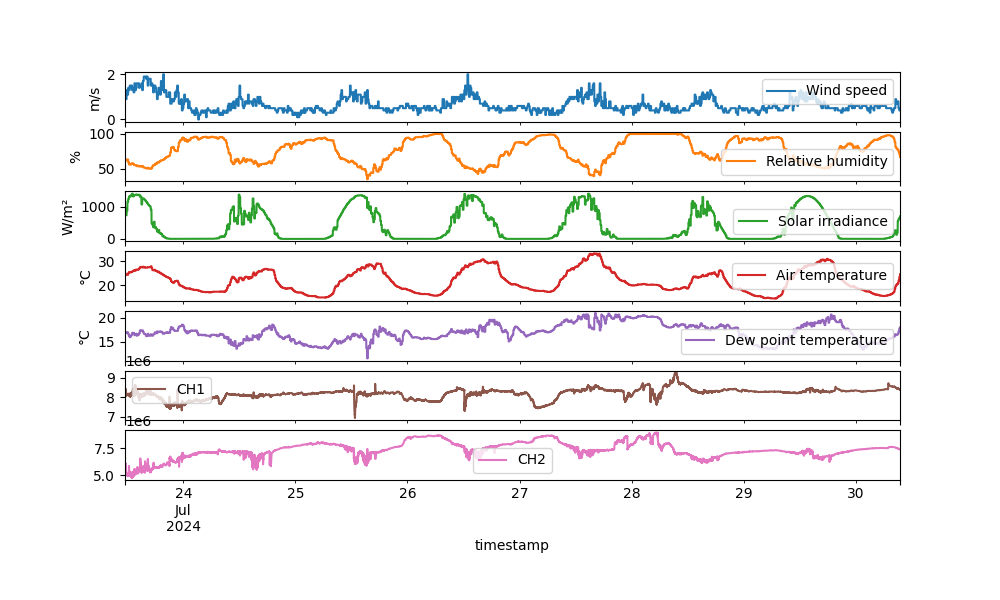 2
0
m/s
Wind speed
100
50
%
Relative humidity
1000
0
W/m²
Solar irradiance
30
20
°C
Air temperature
20
15
°C
Dew point temperature
1e6
9
8
7
CH1
1e6
7.5
5.0
CH2
24 25 26 27 28 29 30
Jul
2024
timestamp